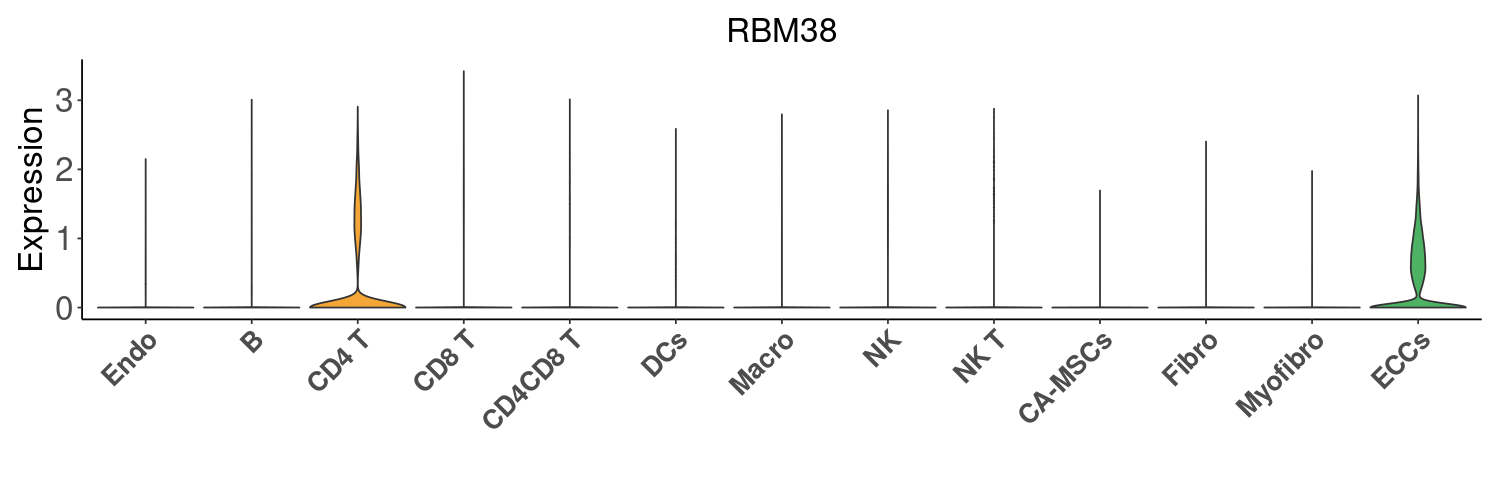 RBM38
Expression
3
2
1
0
Endo
B
CD4 T
CD8 T
CD4CD8 T
DCs
Macro
NK
NK T
CA-MSCs
Fibro
Myofibro
ECCs